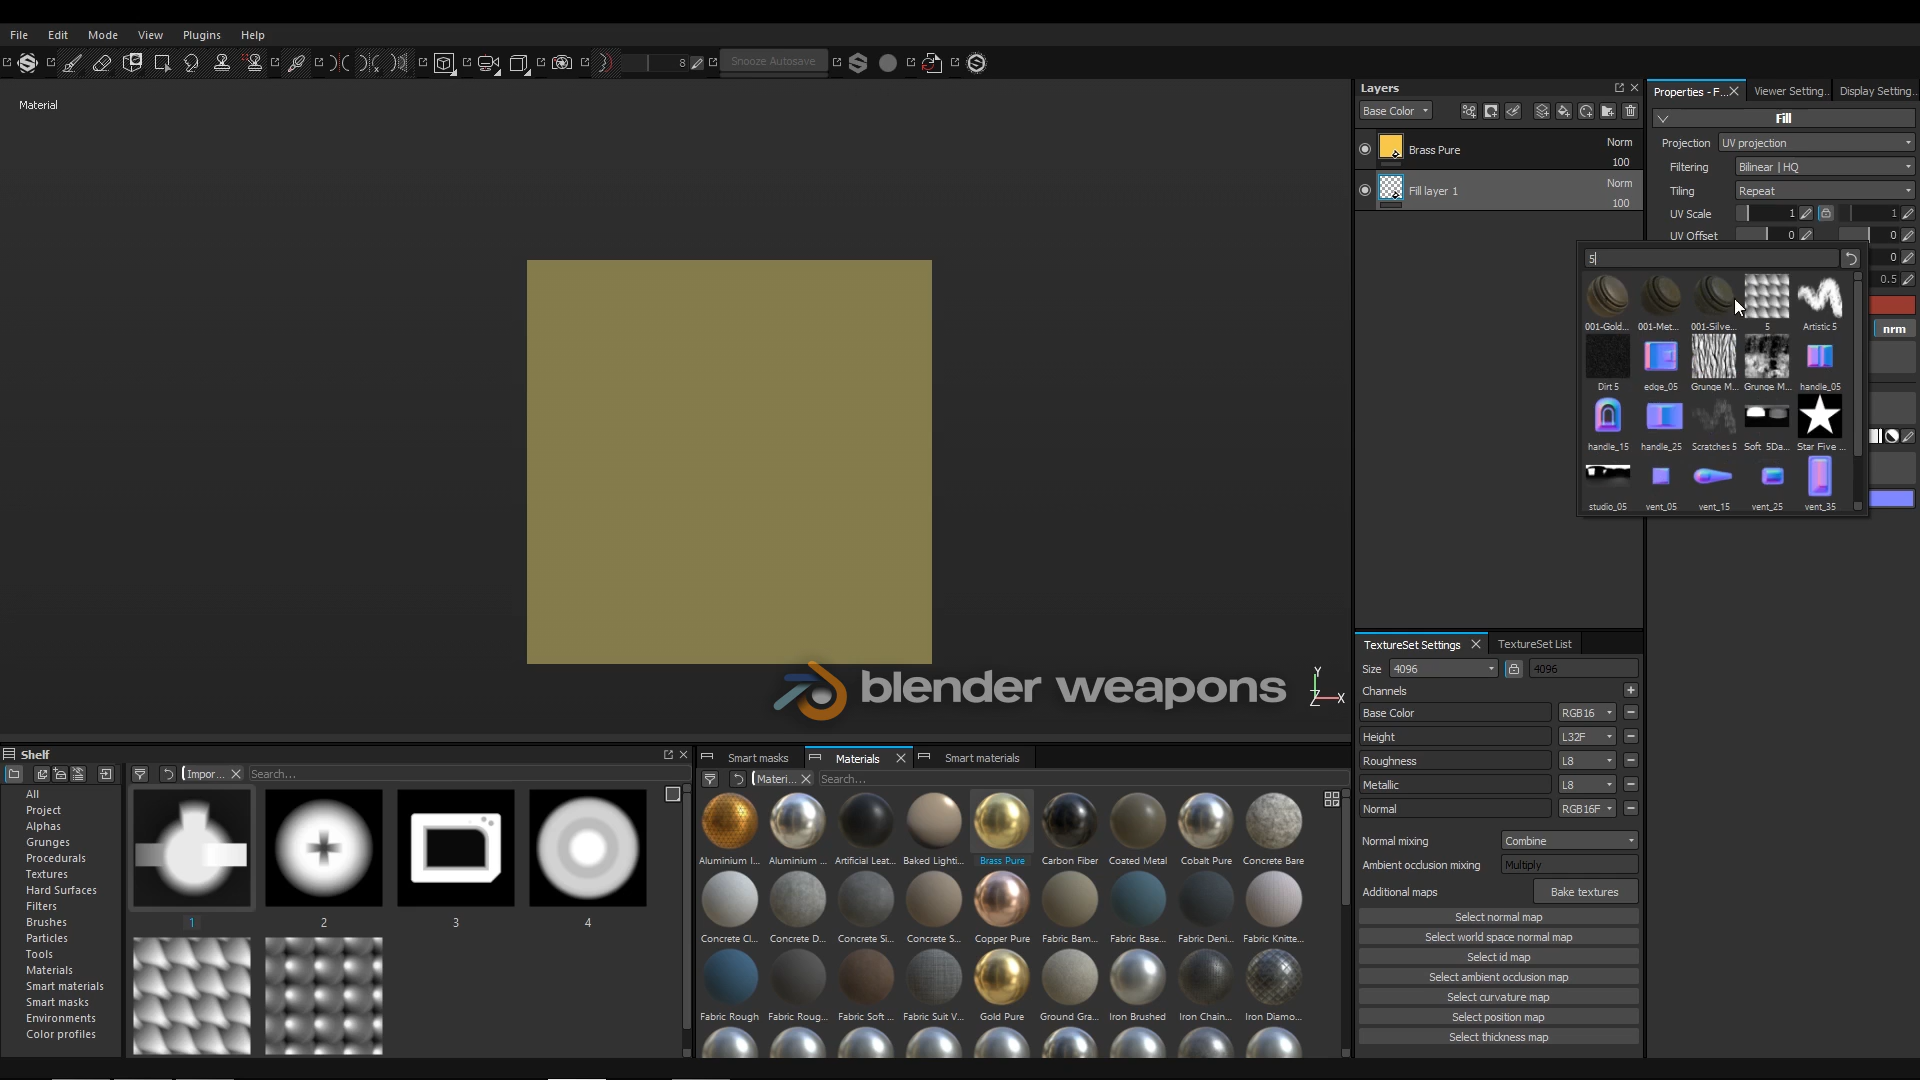 File Edit Mode View Plugins Help
8 Snooze Autosave
Material
Layers
Base Color
Brass Pure Norm 100
Fill layer 1 Norm 100
Properties - F... Viewer Setting.. Display Setting..
Fill
Projection UV projection
Filtering Bilinear | HQ
Tiling Repeat
UV Scale 1 1
UV Offset 0 0
0
0.5
nrm
5
001-Gold... 001-Met... 001-Silve... 5 Artistic 5
Dirt 5 edge_05 Grunge M... Grunge M... handle_05
handle_15 handle_25 Scratches 5 Soft_5Da... Star Five ...
studio_05 vent_05 vent_15 vent_25 vent_35
blender weapons
Y
Z X
TextureSet Settings TextureSet List
Size 4096 4096
Channels
Base Color RGB16
Height L32F
Roughness L8
Metallic L8
Normal RGB16F
Normal mixing Combine
Ambient occlusion mixing Multiply
Additional maps Bake textures
Select normal map
Select world space normal map
Select id map
Select ambient occlusion map
Select curvature map
Select position map
Select thickness map
Shelf
Impor... Search...
All
Project
Alphas
Grunges
Procedurals
Textures
Hard Surfaces
Filters
Brushes
Particles
Tools
Materials
Smart materials
Smart masks
Environments
Color profiles
1 2 3 4
Smart masks Materials Smart materials
Materi... Search...
Aluminium I... Aluminium ... Artificial Leat... Baked Lighti... Brass Pure Carbon Fiber Coated Metal Cobalt Pure Concrete Bare
Concrete Cl... Concrete D... Concrete Si... Concrete S... Copper Pure Fabric Bam... Fabric Base... Fabric Deni... Fabric Knitte...
Fabric Rough Fabric Roug... Fabric Soft ... Fabric Suit V... Gold Pure Ground Gra... Iron Brushed Iron Chain... Iron Diamo...